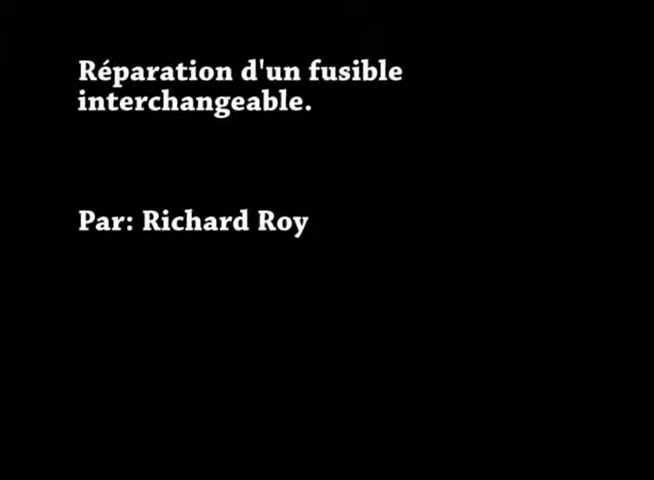 Réparation d'un fusible
interchangeable.
Par: Richard Roy